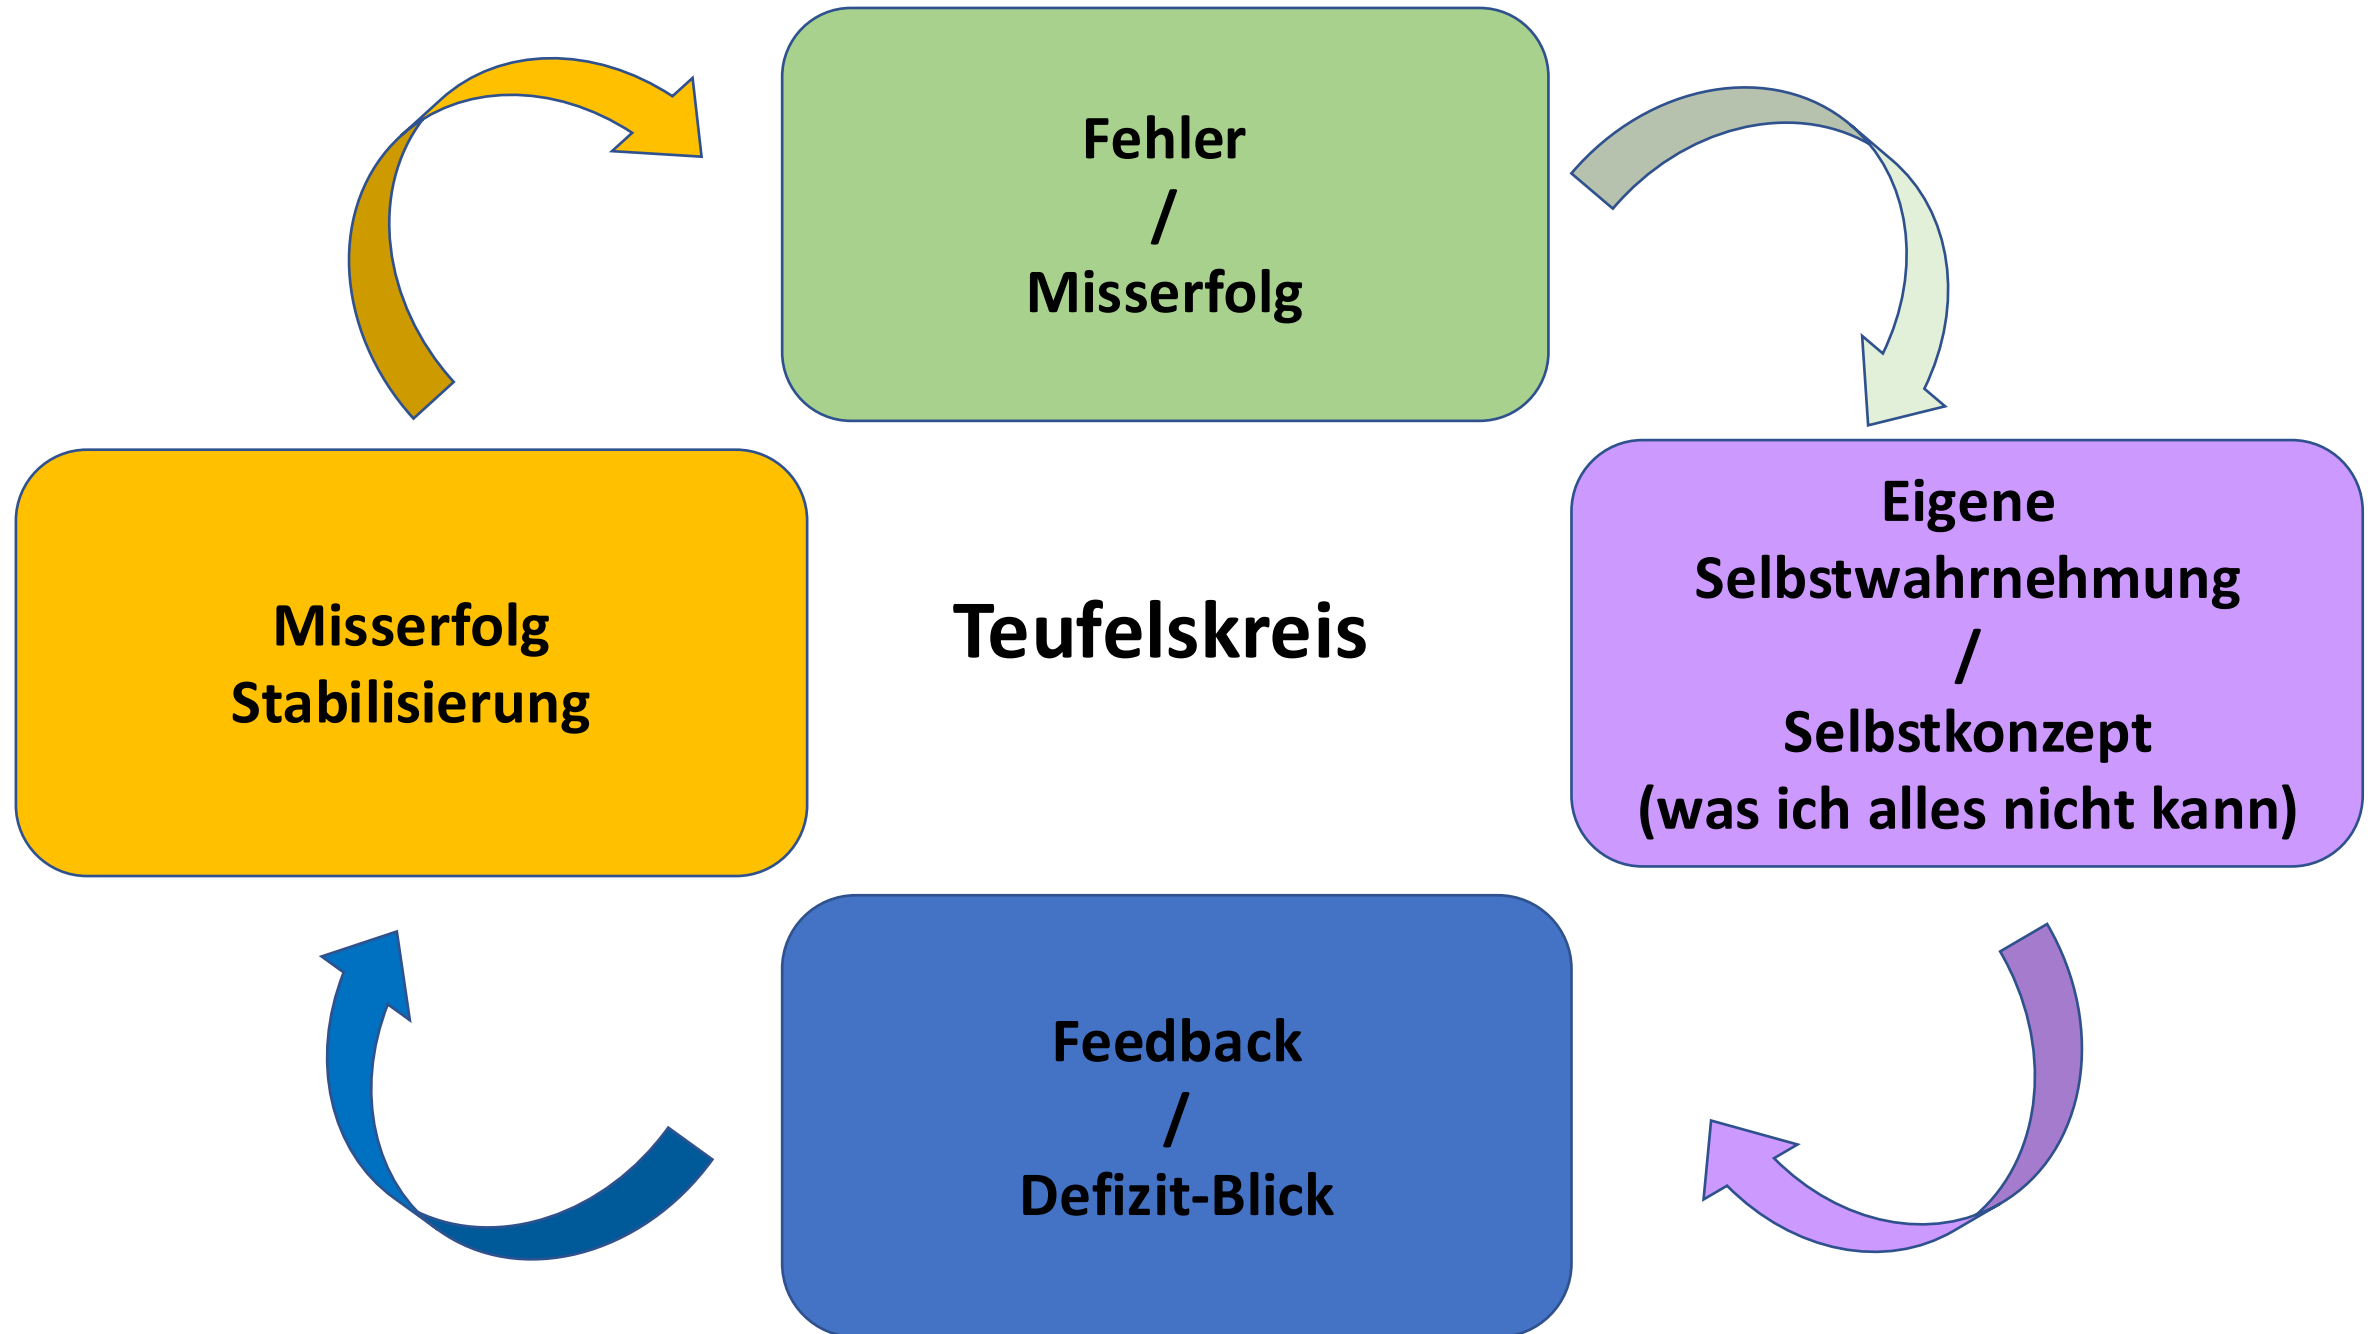 Fehler
/
Misserfolg
Eigene
Selbstwahrnehmung
/
Selbstkonzept
(was ich alles nicht kann)
Misserfolg
Stabilisierung
Teufelskreis
Feedback
/
Defizit-Blick